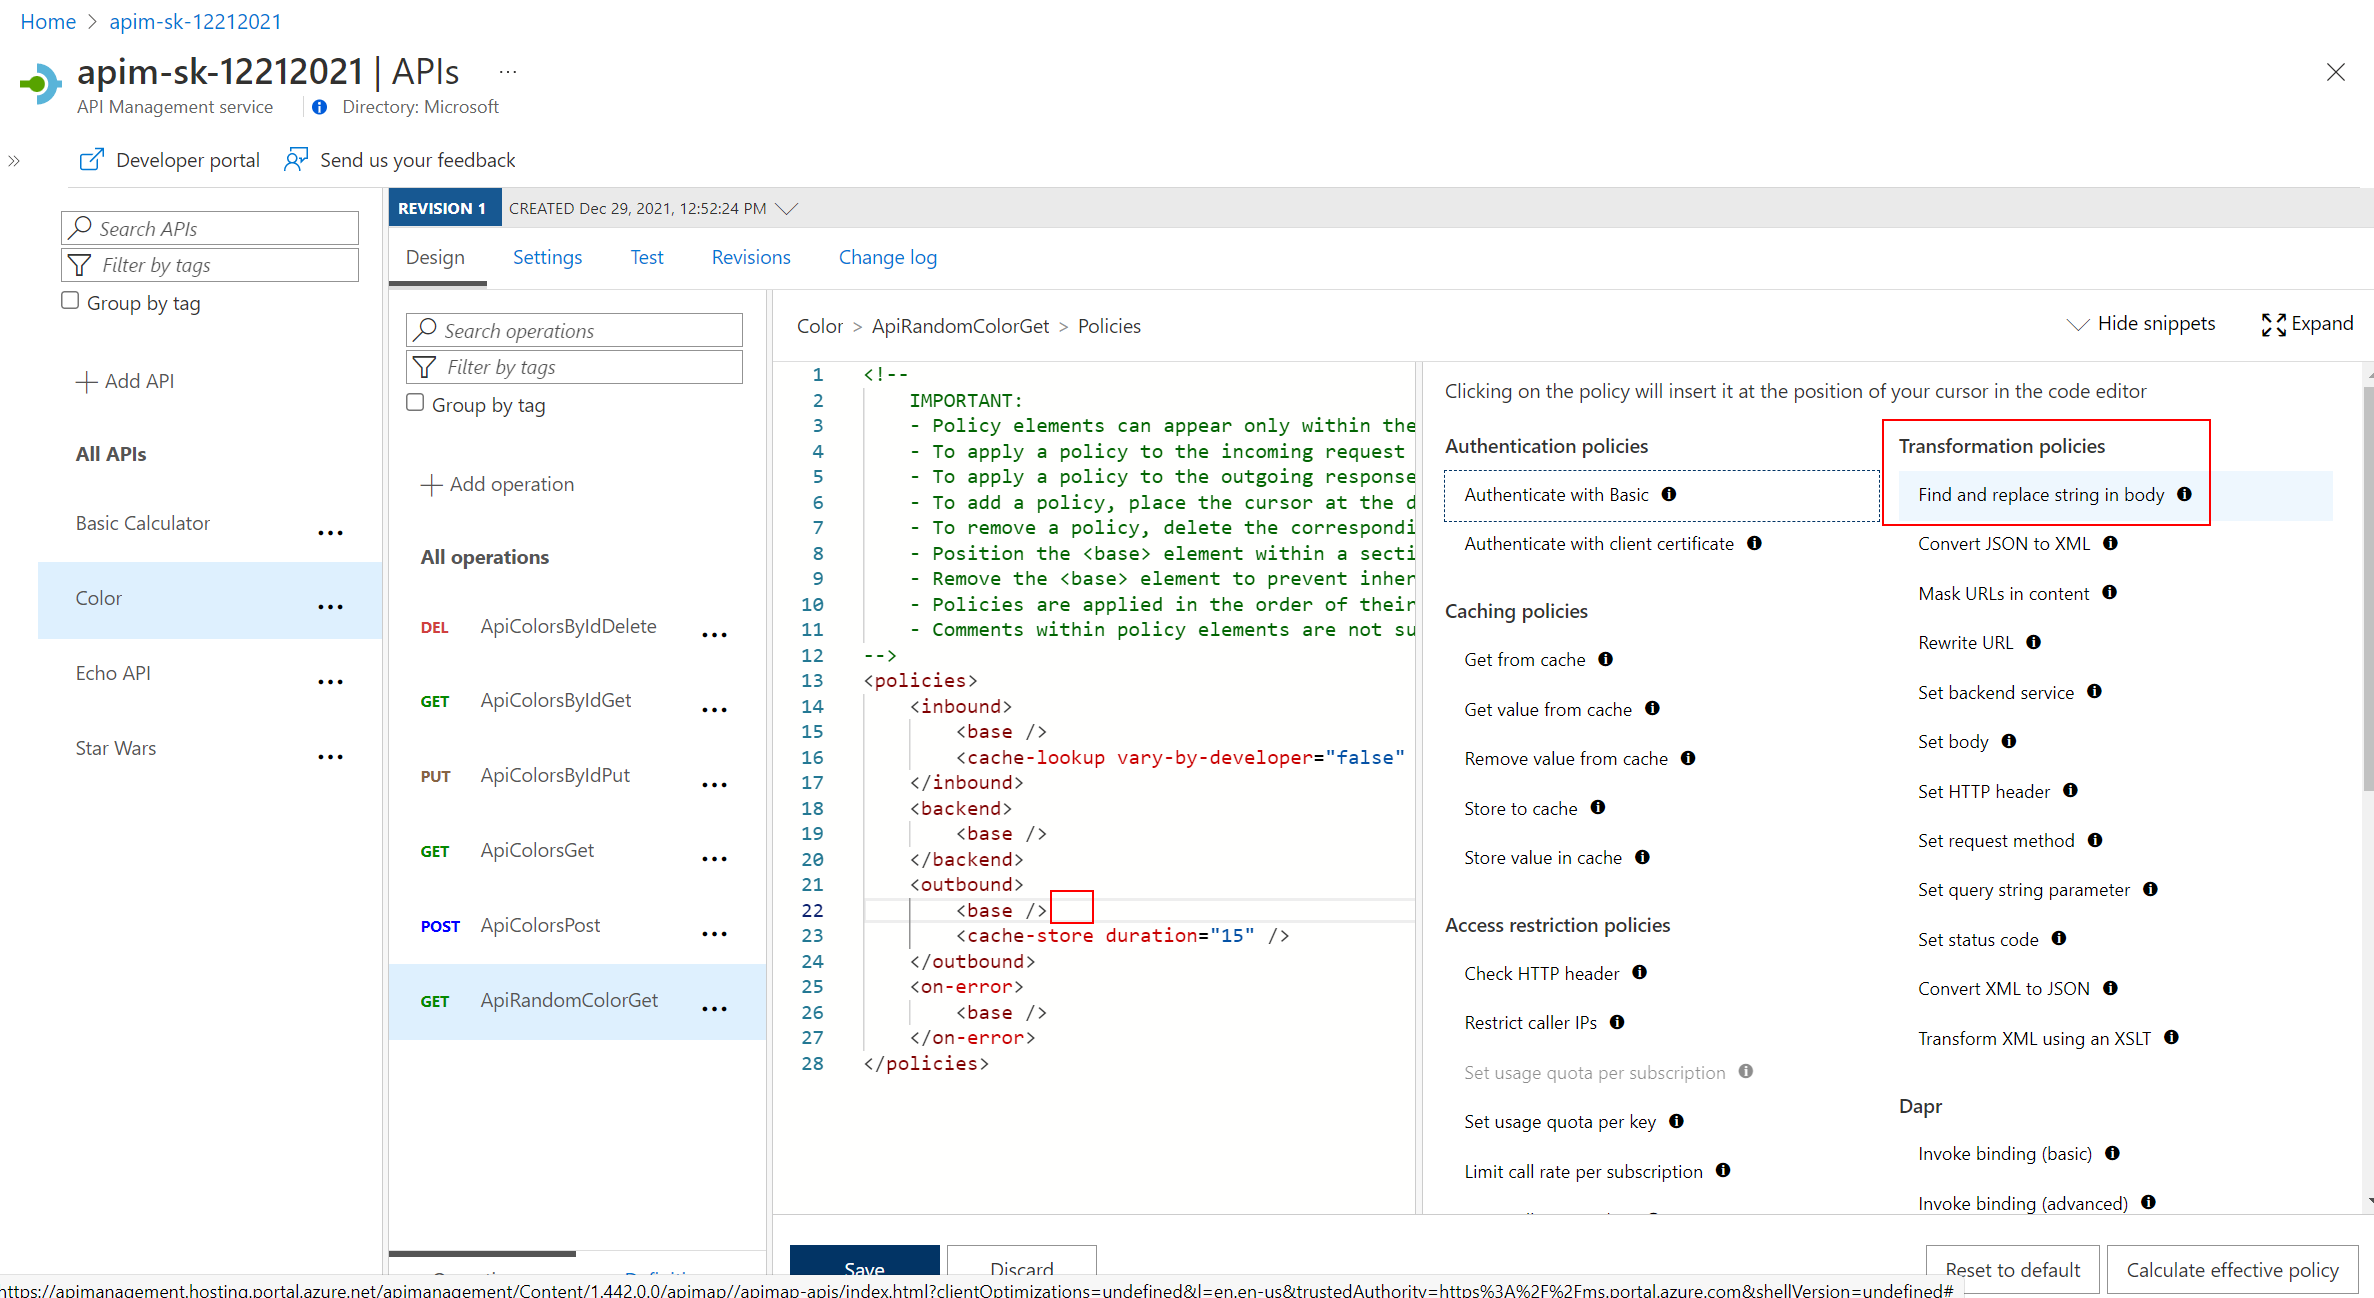 Home > apim-sk-12212021
apim-sk-12212021 | APIs ...
API Management service Directory: Microsoft
Developer portal Send us your feedback
Search APIs
Filter by tags
Group by tag
+ Add API
All APIs
Basic Calculator ...
Color ...
Echo API ...
Star Wars ...
REVISION 1 CREATED Dec 29, 2021, 12:52:24 PM
Design Settings Test Revisions Change log
Search operations
Filter by tags
Group by tag
+ Add operation
All operations
DEL ApiColorsByIdDelete ...
GET ApiColorsByIdGet ...
PUT ApiColorsByIdPut ...
GET ApiColorsGet ...
POST ApiColorsPost ...
GET ApiRandomColorGet ...
Color > ApiRandomColorGet > Policies
Hide snippets Expand
1 <!--
2 IMPORTANT:
3 - Policy elements can appear only within the
4 - To apply a policy to the incoming request
5 - To apply a policy to the outgoing response
6 - To add a policy, place the cursor at the d
7 - To remove a policy, delete the correspondi
8 - Position the <base> element within a secti
9 - Remove the <base> element to prevent inher
10 - Policies are applied in the order of their
11 - Comments within policy elements are not su
12 -->
13 <policies>
14 <inbound>
15 <base />
16 <cache-lookup vary-by-developer="false"
17 </inbound>
18 <backend>
19 <base />
20 </backend>
21 <outbound>
22 <base />
23 <cache-store duration="15" />
24 </outbound>
25 <on-error>
26 <base />
27 </on-error>
28 </policies>
Clicking on the policy will insert it at the position of your cursor in the code editor
Authentication policies
Authenticate with Basic
Authenticate with client certificate
Caching policies
Get from cache
Get value from cache
Remove value from cache
Store to cache
Store value in cache
Access restriction policies
Check HTTP header
Restrict caller IPs
Set usage quota per subscription
Set usage quota per key
Limit call rate per subscription
Transformation policies
Find and replace string in body
Convert JSON to XML
Mask URLs in content
Rewrite URL
Set backend service
Set body
Set HTTP header
Set request method
Set query string parameter
Set status code
Convert XML to JSON
Transform XML using an XSLT
Dapr
Invoke binding (basic)
Invoke binding (advanced)
Save Discard
Reset to default Calculate effective policy
https://apimanagement.hosting.portal.azure.net/apimanagement/Content/1.442.0.0/apimap//apimap-apis/index.html?clientOptimizations=undefined&l=en.en-us&trustedAuthority=https%3A%2F%2Fms.portal.azure.com&shellVersion=undefined#